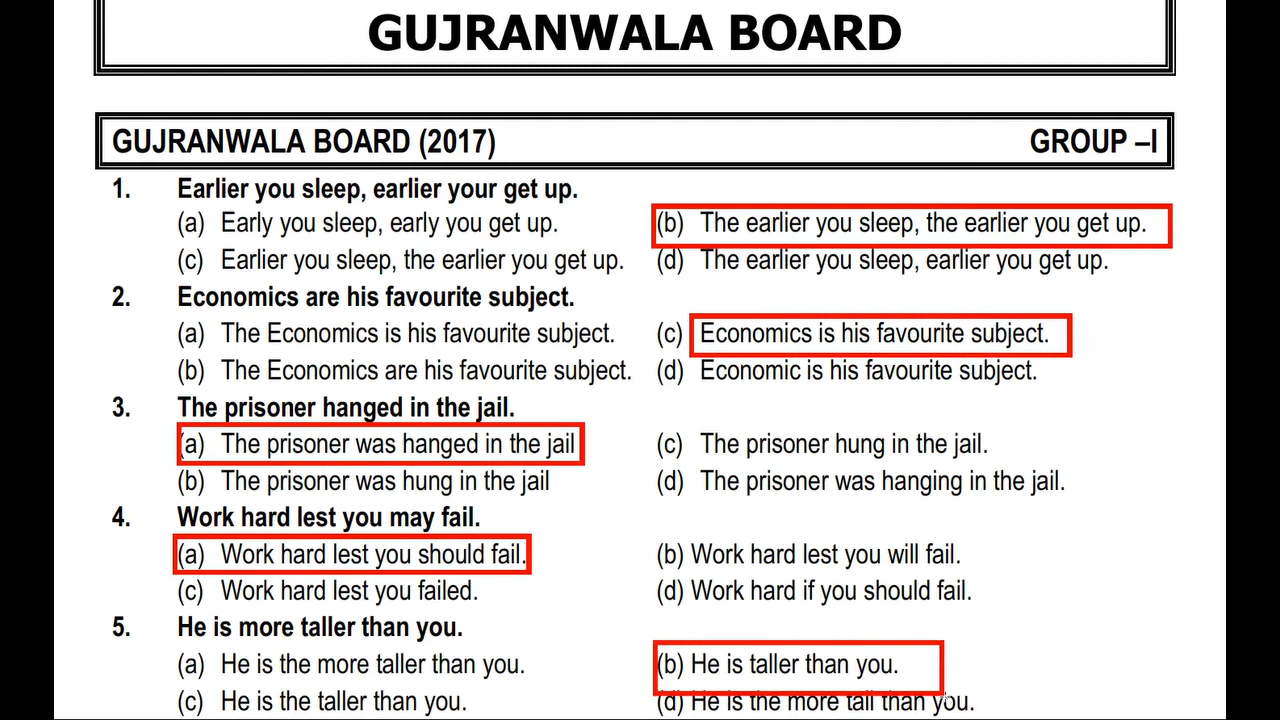 GUJRANWALA BOARD
GUJRANWALA BOARD (2017) GROUP –I
1. Earlier you sleep, earlier your get up.
(a) Early you sleep, early you get up. (b) The earlier you sleep, the earlier you get up.
(c) Earlier you sleep, the earlier you get up. (d) The earlier you sleep, earlier you get up.
2. Economics are his favourite subject.
(a) The Economics is his favourite subject. (c) Economics is his favourite subject.
(b) The Economics are his favourite subject. (d) Economic is his favourite subject.
3. The prisoner hanged in the jail.
(a) The prisoner was hanged in the jail (c) The prisoner hung in the jail.
(b) The prisoner was hung in the jail (d) The prisoner was hanging in the jail.
4. Work hard lest you may fail.
(a) Work hard lest you should fail. (b) Work hard lest you will fail.
(c) Work hard lest you failed. (d) Work hard if you should fail.
5. He is more taller than you.
(a) He is the more taller than you. (b) He is taller than you.
(c) He is the taller than you. (d) He is the more tall than you.